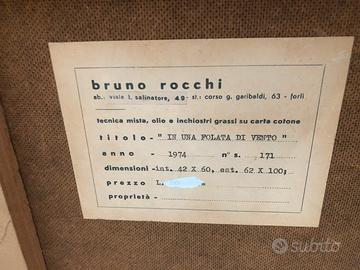 bruno rocchi
ab. viale l. salinatore, 49 - st.: corso g. garibaldi, 63 - forlì
tecnica mista, olio e inchiostri grassi su carta cotone
titolo - " IN UNA FOLATA DI VENTO "
anno - 1974 n° s. 171
dimensioni - int. 42 X 60, est. 62 X 100;
prezzo L.
proprietà -
subito